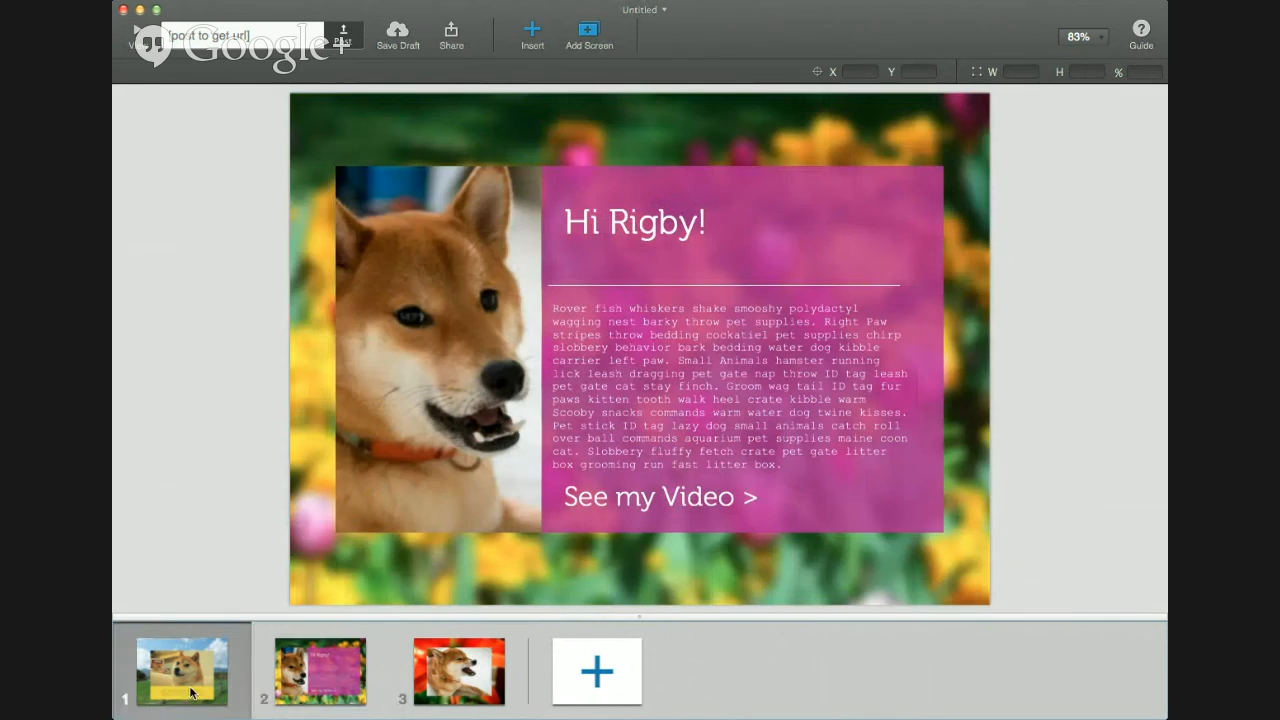 Untitled
[post to get url]
Google+
Save Draft
Share
Insert
Add Screen
83%
Guide
X
Y
W
H
%
Hi Rigby!
Rover fish whiskers shake smooshy polydactyl
wagging nest barky throw pet supplies. Right Paw
stripes throw bedding cockatiel pet supplies chirp
slobbery behavior bark bedding water dog kibble
carrier left paw. Small Animals hamster running
lick leash dragging pet gate nap throw ID tag leash
pet gate cat stay finch. Groom wag tail ID tag fur
paws kitten tooth walk heel crate kibble warm
Scooby snacks commands warm water dog twine kisses.
Pet stick ID tag lazy dog small animals catch roll
over ball commands aquarium pet supplies maine coon
cat. Slobbery fluffy fetch crate pet gate litter
box grooming run fast litter box.
See my Video >
1
2
Hi Rigby!
3